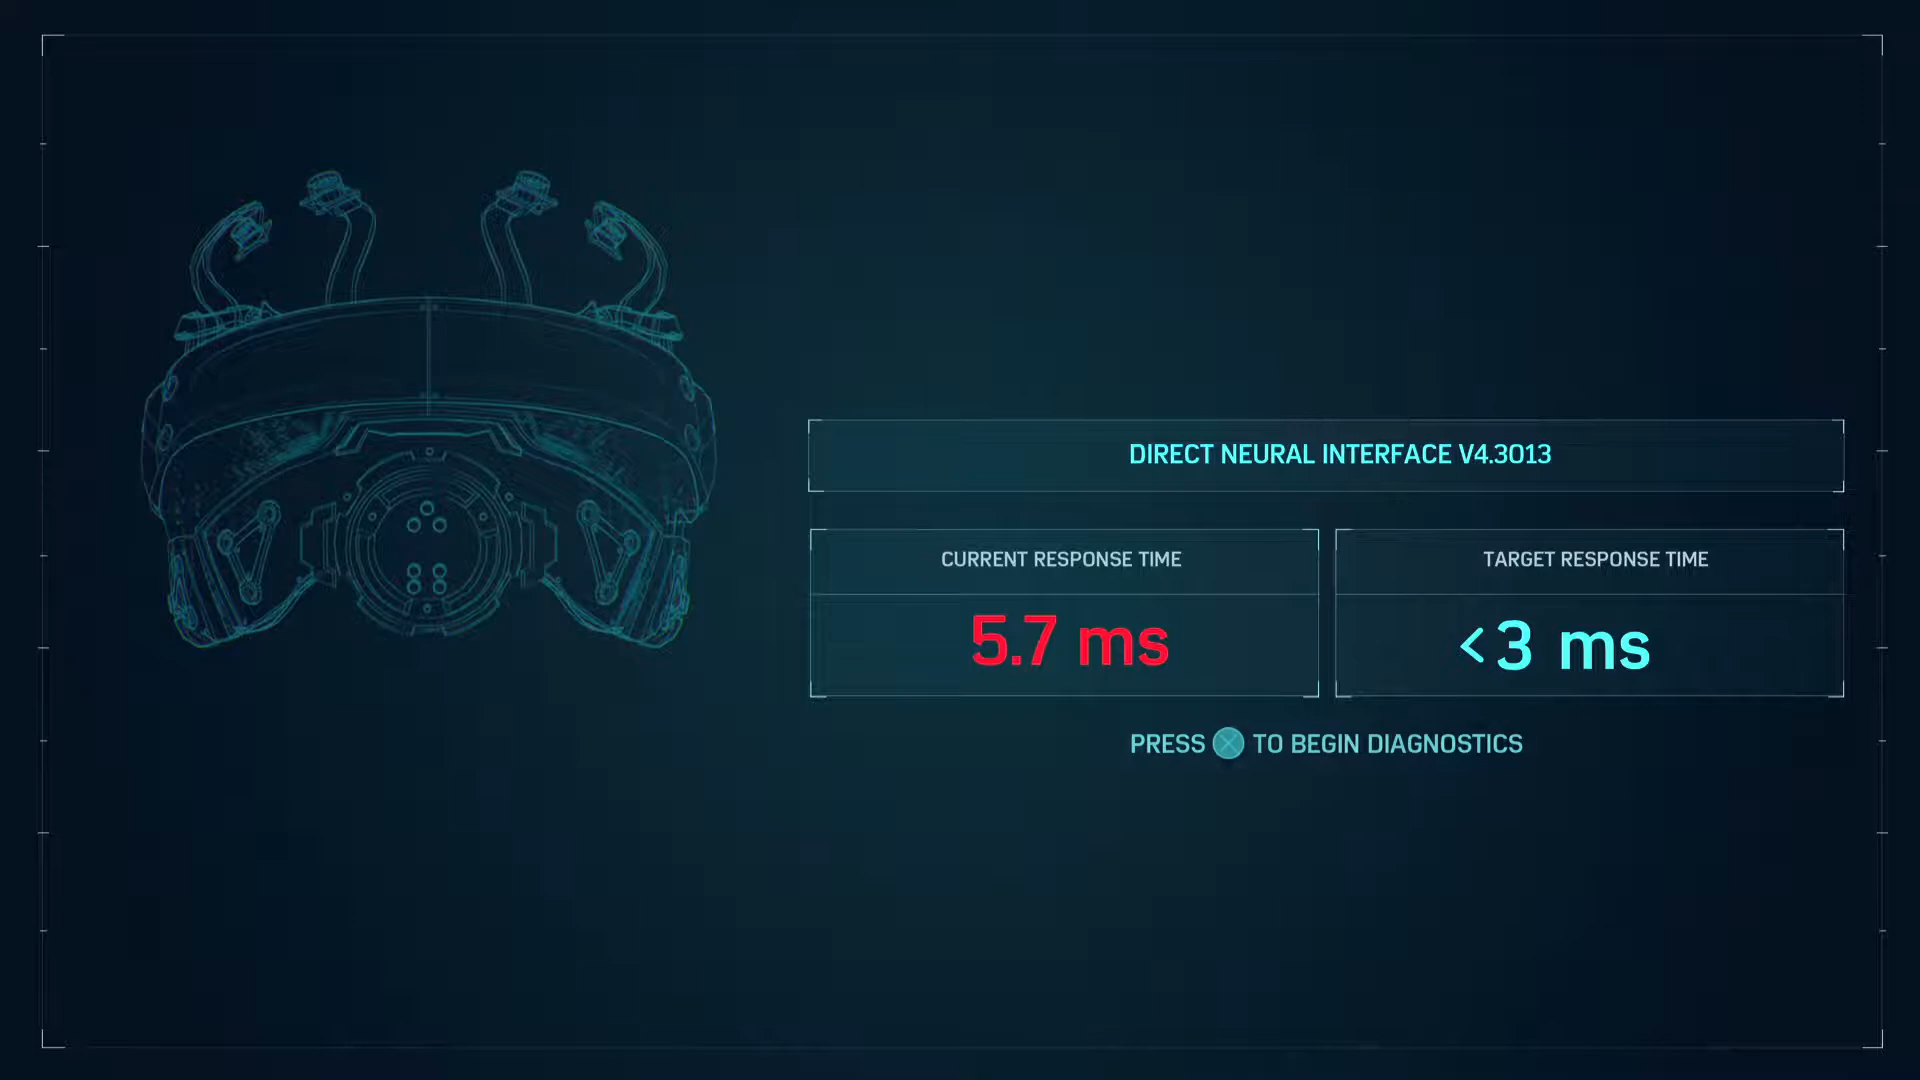 DIRECT NEURAL INTERFACE V4.3013
CURRENT RESPONSE TIME
TARGET RESPONSE TIME
5.7 ms
<3 ms
PRESS TO BEGIN DIAGNOSTICS